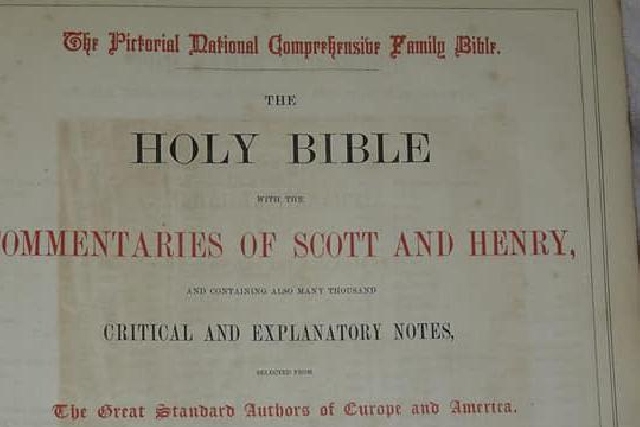 The Pictorial National Comprehensive Family Bible.
THE
HOLY BIBLE
WITH THE
COMMENTARIES OF SCOTT AND HENRY,
AND CONTAINING ALSO MANY THOUSAND
CRITICAL AND EXPLANATORY NOTES,
SELECTED FROM
The Great Standard Authors of Europe and America.